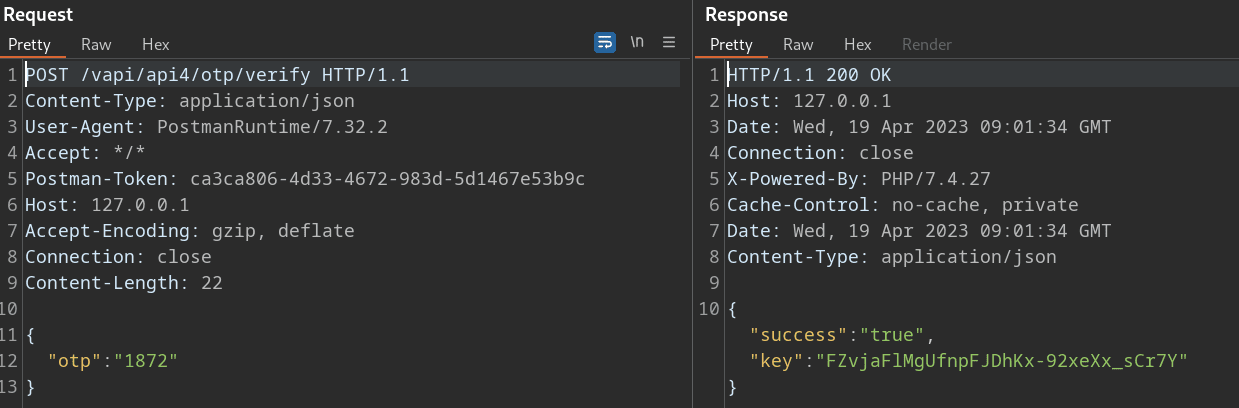 Request
Pretty Raw Hex \n
1 POST /vapi/api4/otp/verify HTTP/1.1
2 Content-Type: application/json
3 User-Agent: PostmanRuntime/7.32.2
4 Accept: */*
5 Postman-Token: ca3ca806-4d33-4672-983d-5d1467e53b9c
6 Host: 127.0.0.1
7 Accept-Encoding: gzip, deflate
8 Connection: close
9 Content-Length: 22
10
11 {
12 "otp":"1872"
13 }
Response
Pretty Raw Hex Render
1 HTTP/1.1 200 OK
2 Host: 127.0.0.1
3 Date: Wed, 19 Apr 2023 09:01:34 GMT
4 Connection: close
5 X-Powered-By: PHP/7.4.27
6 Cache-Control: no-cache, private
7 Date: Wed, 19 Apr 2023 09:01:34 GMT
8 Content-Type: application/json
9
10 {
"success":"true",
"key":"FZvjaFlMgUfnpFJDhKx-92xeXx_sCr7Y"
}